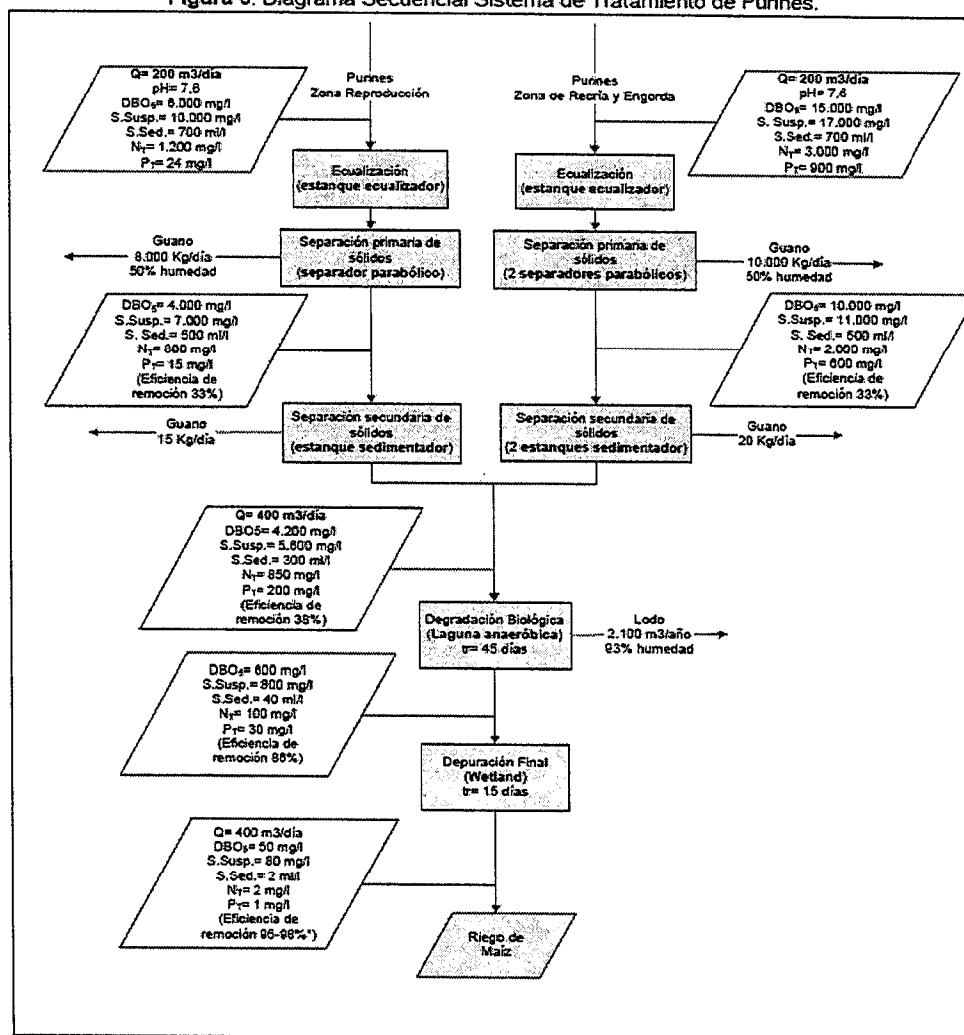 Figura 6. Diagrama Secuencial Sistema de Tratamiento de Purines.
Q= 200 m3/día
pH= 7,6
DBO5= 6.000 mg/l
S.Susp.= 10.000 mg/l
S.Sed.= 700 ml/l
NT= 1.200 mg/l
PT= 24 mg/l
Purines
Zona Reproducción
Purines
Zona de Recría y Engorda
Q= 200 m3/día
pH= 7,6
DBO5= 15.000 mg/l
S. Susp.= 17.000 mg/l
S.Sed.= 700 ml/l
NT= 3.000 mg/l
PT= 900 mg/l
Ecualización
(estanque ecualizador)
Ecualización
(estanque ecualizador)
Guano
8.000 Kg/día
50% humedad
Separación primaria de
sólidos
(separador parabólico)
Separación primaria de
sólidos
(2 separadores parabólicos)
Guano
10.000 Kg/día
50% humedad
DBO5= 4.000 mg/l
S.Susp.= 7.000 mg/l
S. Sed.= 500 ml/l
NT= 800 mg/l
PT= 15 mg/l
(Eficiencia de
remoción 33%)
DBO5= 10.000 mg/l
S.Susp.= 11.000 mg/l
S. Sed.= 500 ml/l
NT= 2.000 mg/l
PT= 600 mg/l
(Eficiencia de
remoción 33%)
Guano
15 Kg/día
Separación secundaria de
sólidos
(estanque sedimentador)
Separación secundaria de
sólidos
(2 estanques sedimentador)
Guano
20 Kg/día
Q= 400 m3/día
DBO5= 4.200 mg/l
S.Susp.= 5.600 mg/l
S.Sed.= 300 ml/l
NT= 850 mg/l
PT= 200 mg/l
(Eficiencia de
remoción 38%)
Degradación Biológica
(Laguna anaeróbica)
tr= 45 días
Lodo
2.100 m3/año
93% humedad
DBO5= 600 mg/l
S.Susp.= 800 mg/l
S.Sed.= 40 ml/l
NT= 100 mg/l
PT= 30 mg/l
(Eficiencia de
remoción 86%)
Depuración Final
(Wetland)
tr= 15 días
Q= 400 m3/día
DBO5= 50 mg/l
S.Susp.= 80 mg/l
S.Sed.= 2 ml/l
NT= 2 mg/l
PT= 1 mg/l
(Eficiencia de
remoción 95-98%*)
Riego de
Maíz